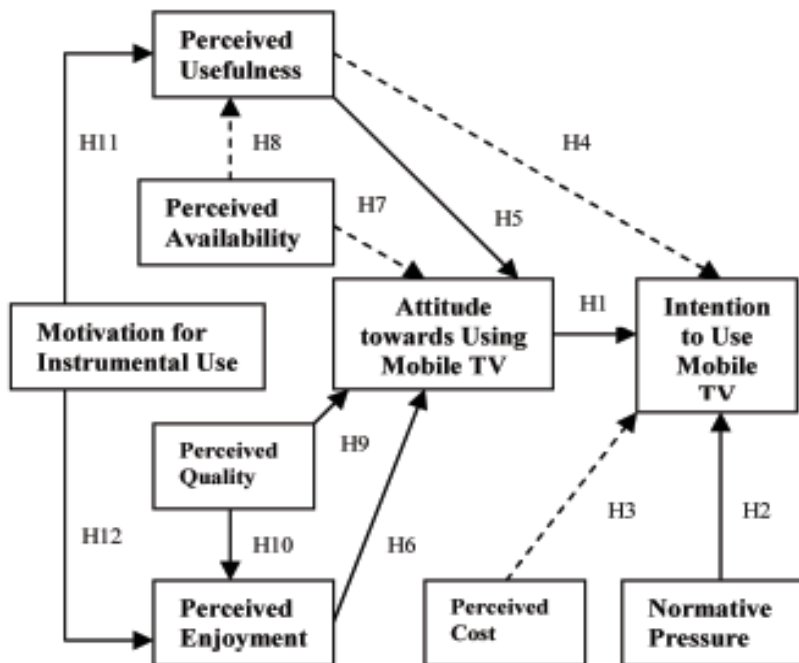 Perceived
Usefulness
H11
H8
H4
Perceived
Availability
H7
H5
Motivation for
Instrumental Use
Attitude
towards Using
Mobile TV
H1
Intention
to Use
Mobile
TV
Perceived
Quality
H9
H12
H10
H6
H3
H2
Perceived
Enjoyment
Perceived
Cost
Normative
Pressure